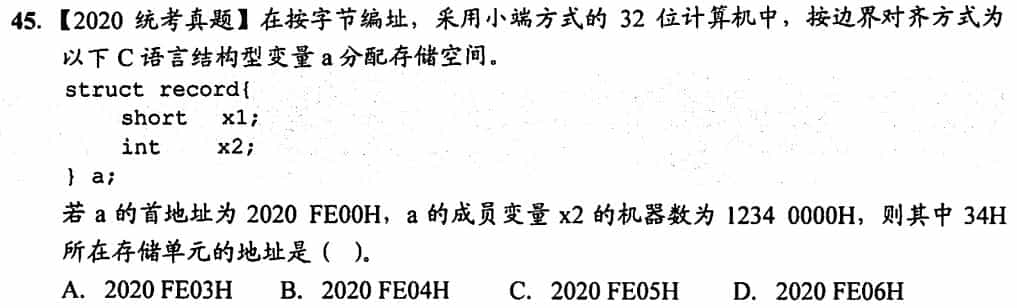 45.【2020 统考真题】在按字节编址，采用小端方式的 32 位计算机中，按边界对齐方式为
以下 C 语言结构型变量 a 分配存储空间。
struct record{
short x1;
int x2;
} a;
若 a 的首地址为 2020 FE00H，a 的成员变量 x2 的机器数为 1234 0000H，则其中 34H
所在存储单元的地址是（ ）。
A. 2020 FE03H B. 2020 FE04H C. 2020 FE05H D. 2020 FE06H